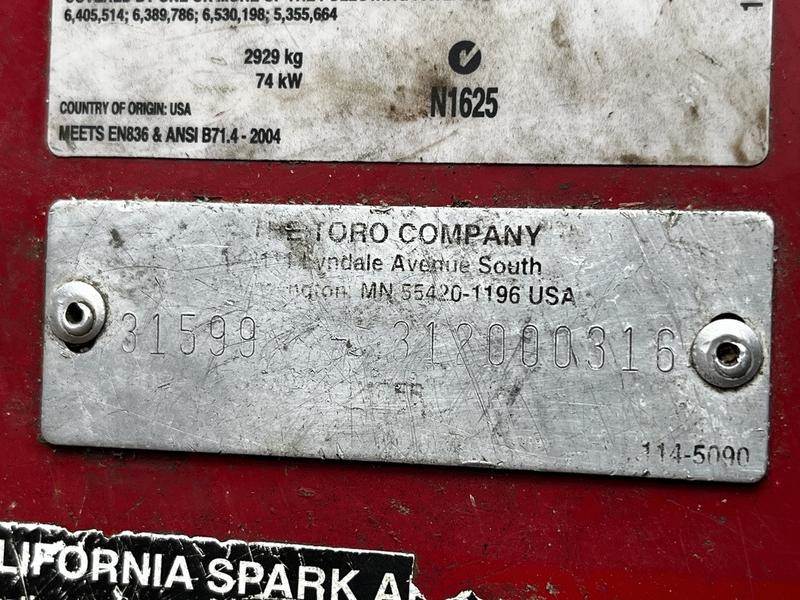 6,405,514; 6,389,786; 6,530,198; 5,355,664
2929 kg
74 kW
N1625
COUNTRY OF ORIGIN: USA
MEETS EN836 & ANSI B71.4 - 2004
THE TORO COMPANY
Lyndale Avenue South
MN 55420-1196 USA
31599 - 312000316
114-5090
CALIFORNIA SPARK